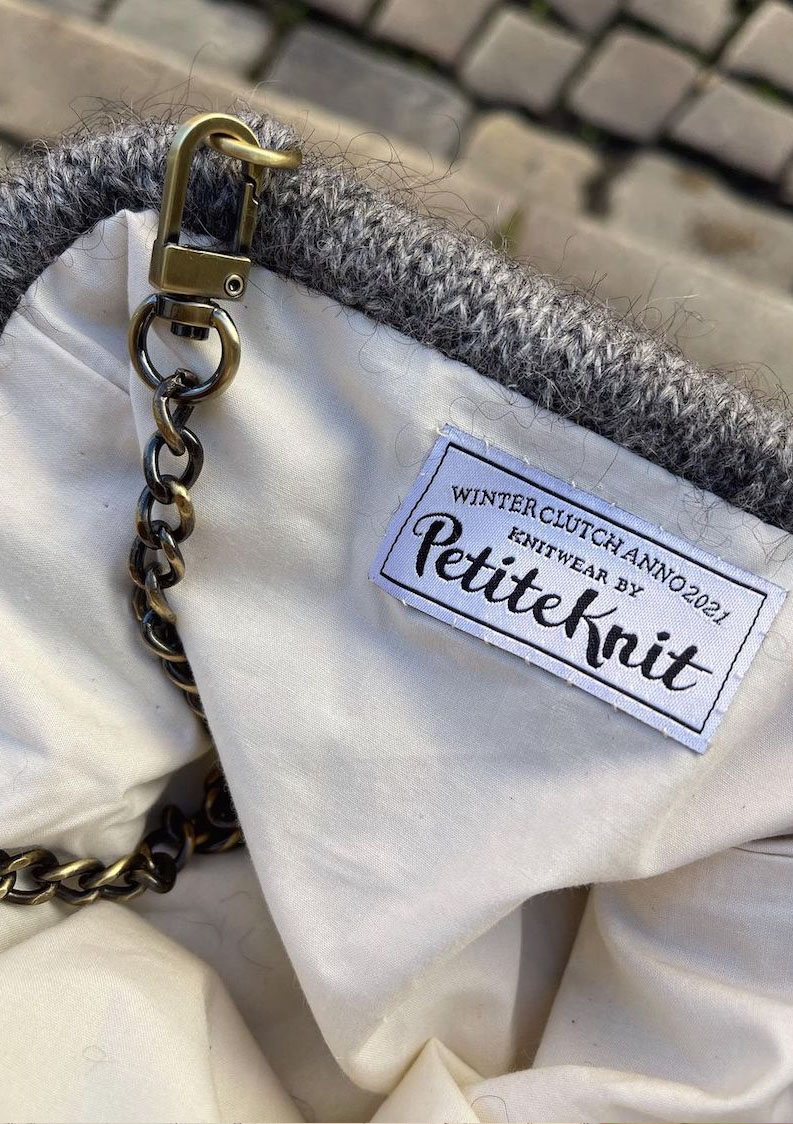 WINTER CLUTCH ANNO 2021
KNITWEAR BY
PetiteKnit